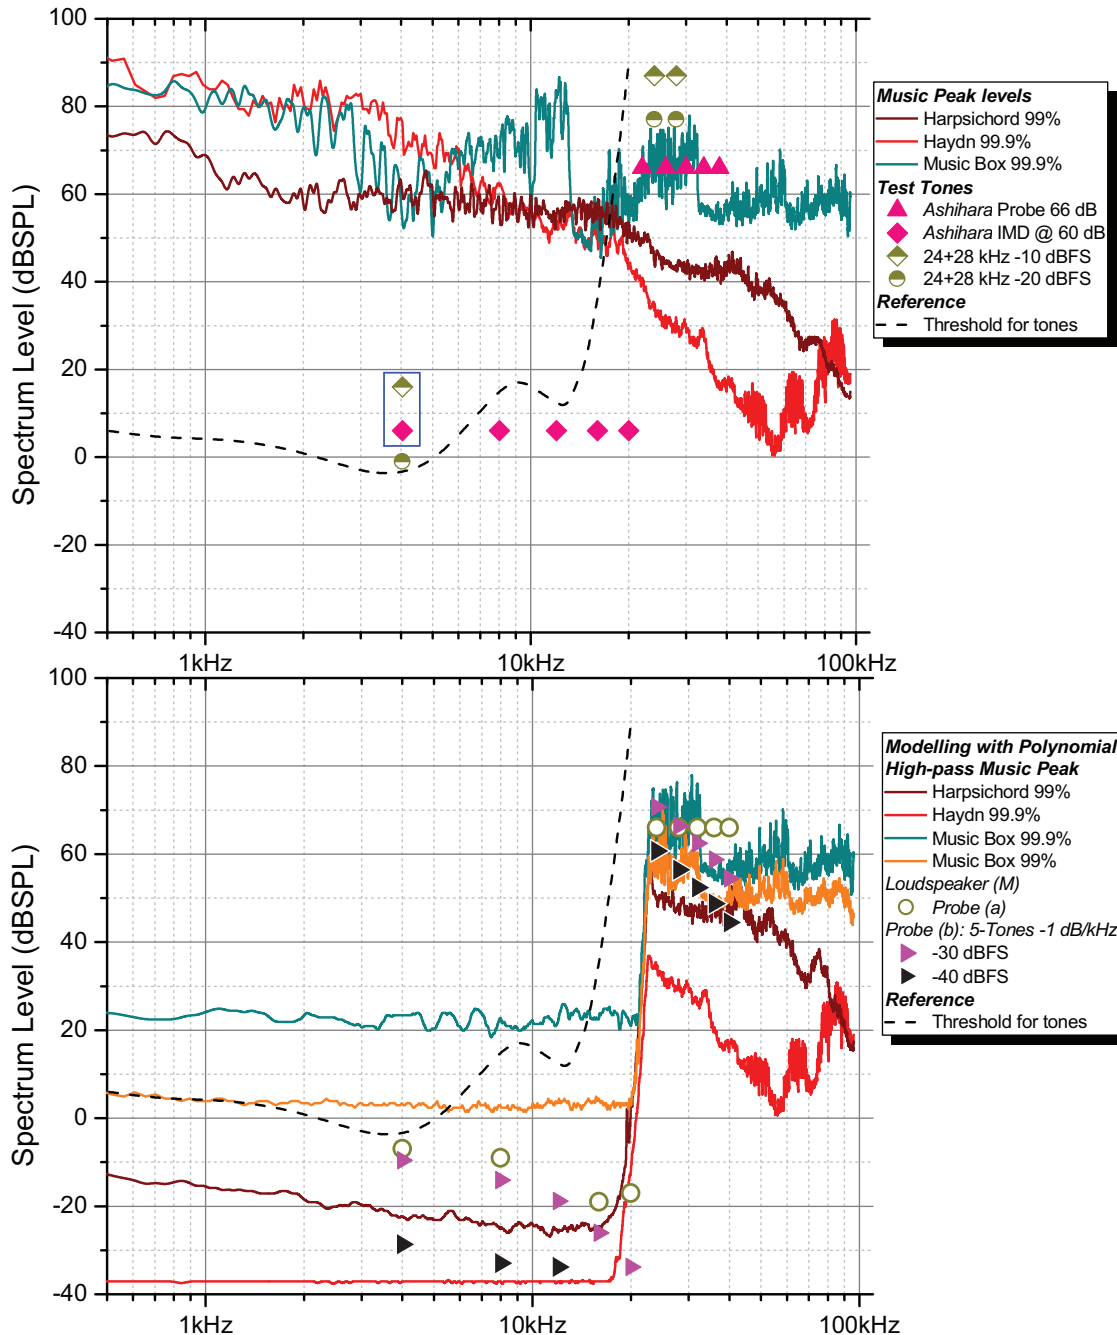 100
80
60
40
20
0
-20
-40
Spectrum Level (dBSPL)
1kHz
10kHz
100kHz
Music Peak levels
Harpsichord 99%
Haydn 99.9%
Music Box 99.9%
Test Tones
Ashihara Probe 66 dB
Ashihara IMD @ 60 dB
24+28 kHz -10 dBFS
24+28 kHz -20 dBFS
Reference
Threshold for tones
100
80
60
40
20
0
-20
-40
Spectrum Level (dBSPL)
1kHz
10kHz
100kHz
Modelling with Polynomial
High-pass Music Peak
Harpsichord 99%
Haydn 99.9%
Music Box 99.9%
Music Box 99%
Loudspeaker (M)
Probe (a)
Probe (b): 5-Tones -1 dB/kHz
-30 dBFS
-40 dBFS
Reference
Threshold for tones